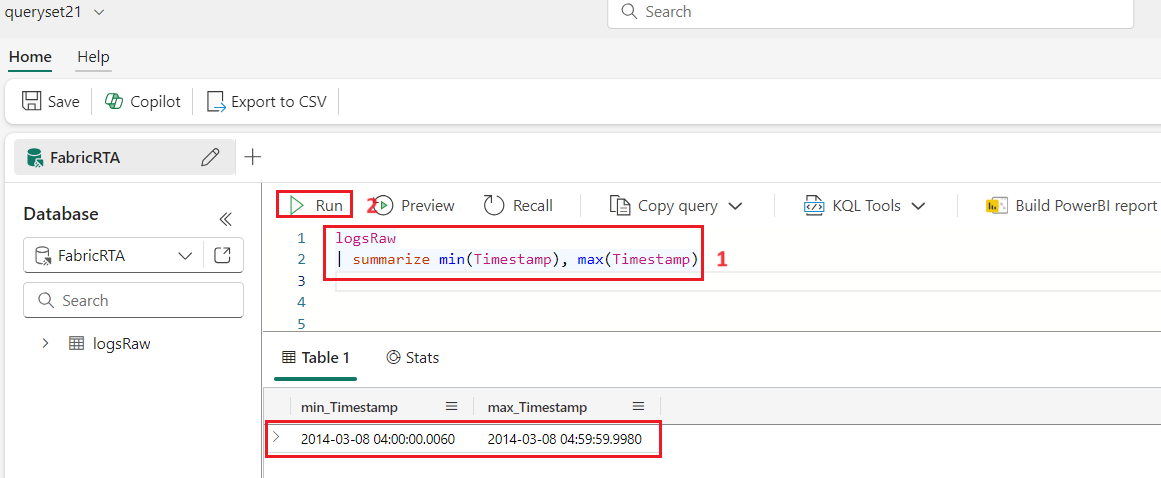 queryset21
Search
Home Help
Save Copilot Export to CSV
FabricRTA
Database
FabricRTA
Search
logsRaw
Run 2 Preview Recall Copy query KQL Tools Build PowerBI report
1 logsRaw
2 | summarize min(Timestamp), max(Timestamp) 1
3
4
5
Table 1 Stats
min_Timestamp max_Timestamp
2014-03-08 04:00:00.0060 2014-03-08 04:59:59.9980